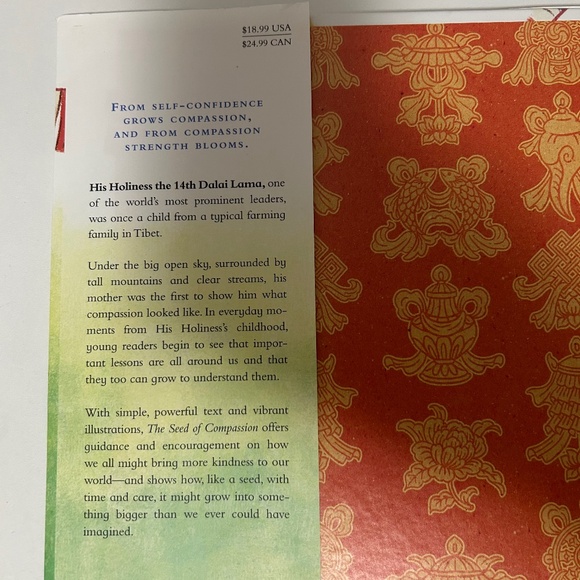 $18.99 USA
$24.99 CAN
FROM SELF-CONFIDENCE
GROWS COMPASSION,
AND FROM COMPASSION
STRENGTH BLOOMS.
His Holiness the 14th Dalai Lama, one
of the world's most prominent leaders,
was once a child from a typical farming
family in Tibet.
Under the big open sky, surrounded by
tall mountains and clear streams, his
mother was the first to show him what
compassion looked like. In everyday mo-
ments from His Holiness's childhood,
young readers begin to see that impor-
tant lessons are all around us and that
they too can grow to understand them.
With simple, powerful text and vibrant
illustrations, The Seed of Compassion offers
guidance and encouragement on how
we all might bring more kindness to our
world—and shows how, like a seed, with
time and care, it might grow into some-
thing bigger than we ever could have
imagined.